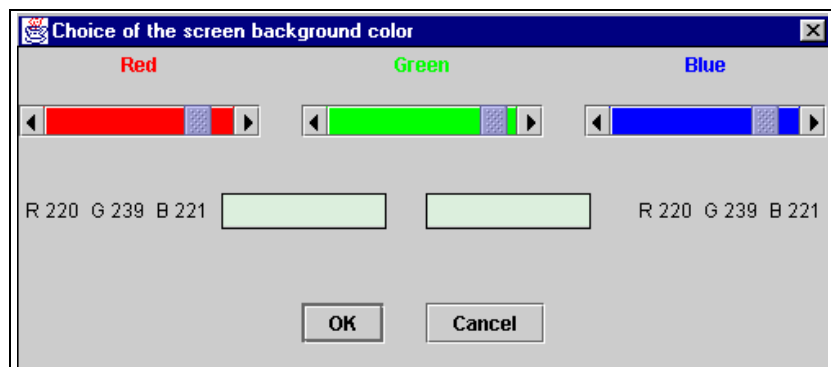 Choice of the screen background color
Red Green Blue
R 220 G 239 B 221 R 220 G 239 B 221
OK Cancel